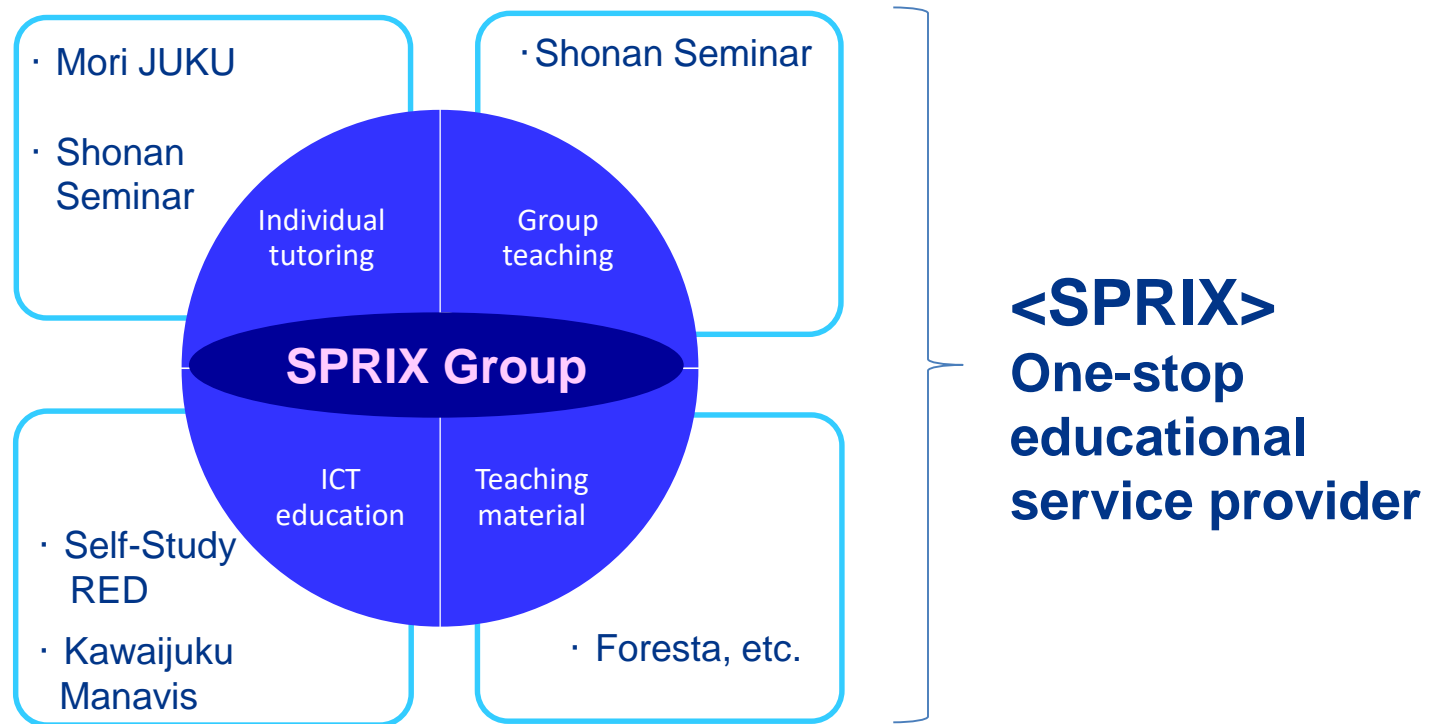 · Mori JUKU
· Shonan
Seminar
· Shonan Seminar
Individual
tutoring
Group
teaching
SPRIX Group
ICT
education
Teaching
material
· Self-Study
RED
· Kawaijuku
Manavis
· Foresta, etc.
<SPRIX>
One-stop
educational
service provider